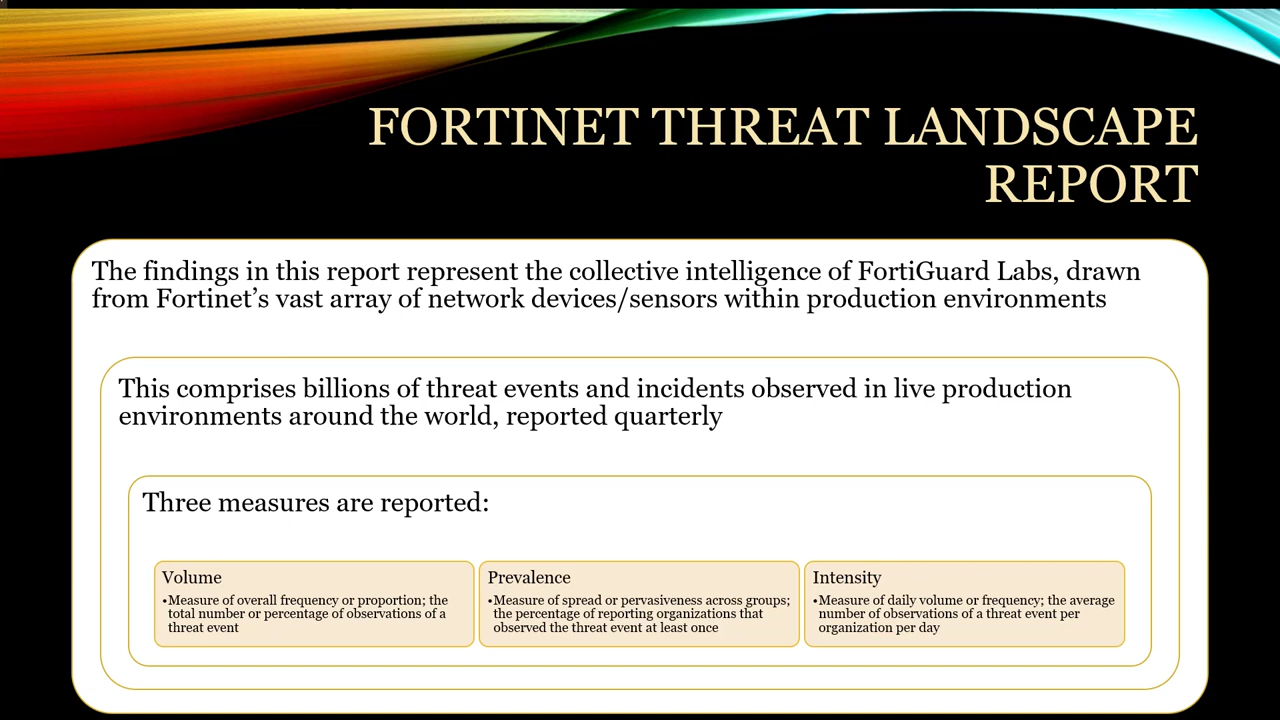 FORTINET THREAT LANDSCAPE
REPORT
The findings in this report represent the collective intelligence of FortiGuard Labs, drawn
from Fortinet’s vast array of network devices/sensors within production environments
This comprises billions of threat events and incidents observed in live production
environments around the world, reported quarterly
Three measures are reported:
Volume
•Measure of overall frequency or proportion; the
total number or percentage of observations of a
threat event
Prevalence
•Measure of spread or pervasiveness across groups;
the percentage of reporting organizations that
observed the threat event at least once
Intensity
•Measure of daily volume or frequency; the average
number of observations of a threat event per
organization per day